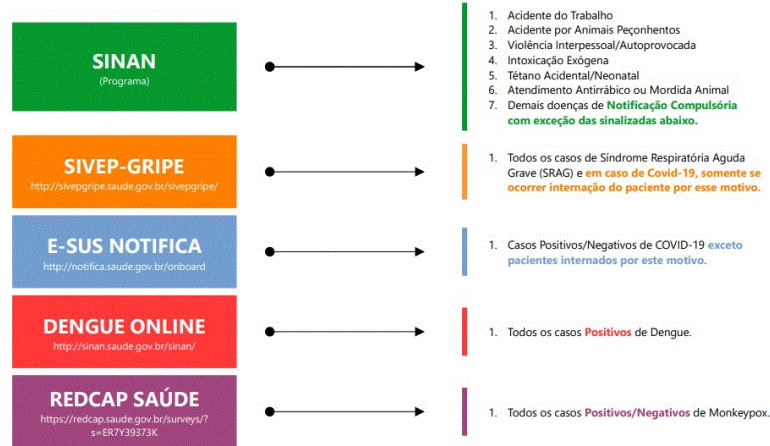 SINAN
(Programa)
1. Acidente do Trabalho
2. Acidente por Animais Peçonhentos
3. Violência Interpessoal/Autoprovocada
4. Intoxicação Exógena
5. Tétano Acidental/Neonatal
6. Atendimento Antirrábico ou Mordida Animal
7. Demais doenças de Notificação Compulsória
com exceção das sinalizadas abaixo.
SIVEP-GRIPE
http://sivepgripe.saude.gov.br/sivepgripe/
1. Todos os casos de Síndrome Respiratória Aguda
Grave (SRAG) e em caso de Covid-19, somente se
ocorrer internação do paciente por esse motivo.
E-SUS NOTIFICA
http://notifica.saude.gov.br/onboard
1. Casos Positivos/Negativos de COVID-19 exceto
pacientes internados por este motivo.
DENGUE ONLINE
http://sinan.saude.gov.br/sinan/
1. Todos os casos Positivos de Dengue.
REDCAP SAÚDE
https://redcap.saude.gov.br/surveys/?
s=ER7Y39373K
1. Todos os casos Positivos/Negativos de Monkeypox.